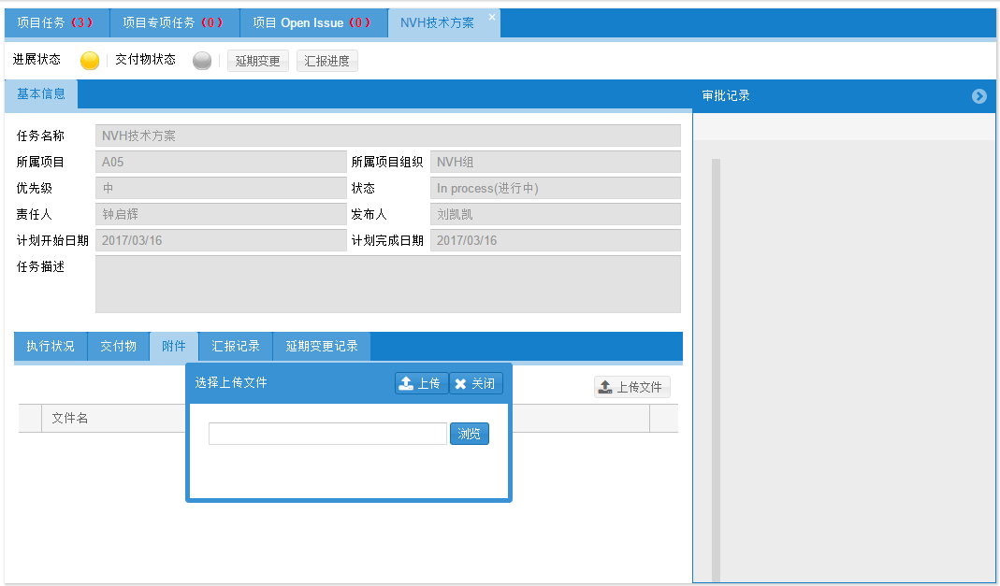 项目任务（3） 项目专项任务（0） 项目 Open Issue（0） NVH技术方案
进展状态 交付物状态 延期变更 汇报进度
基本信息 审批记录
任务名称 NVH技术方案
所属项目 A05 所属项目组织 NVH组
优先级 中 状态 In process(进行中)
责任人 钟启辉 发布人 刘凯凯
计划开始日期 2017/03/16 计划完成日期 2017/03/16
任务描述
执行状况 交付物 附件 汇报记录 延期变更记录
选择上传文件 上传 关闭 上传文件
文件名
浏览